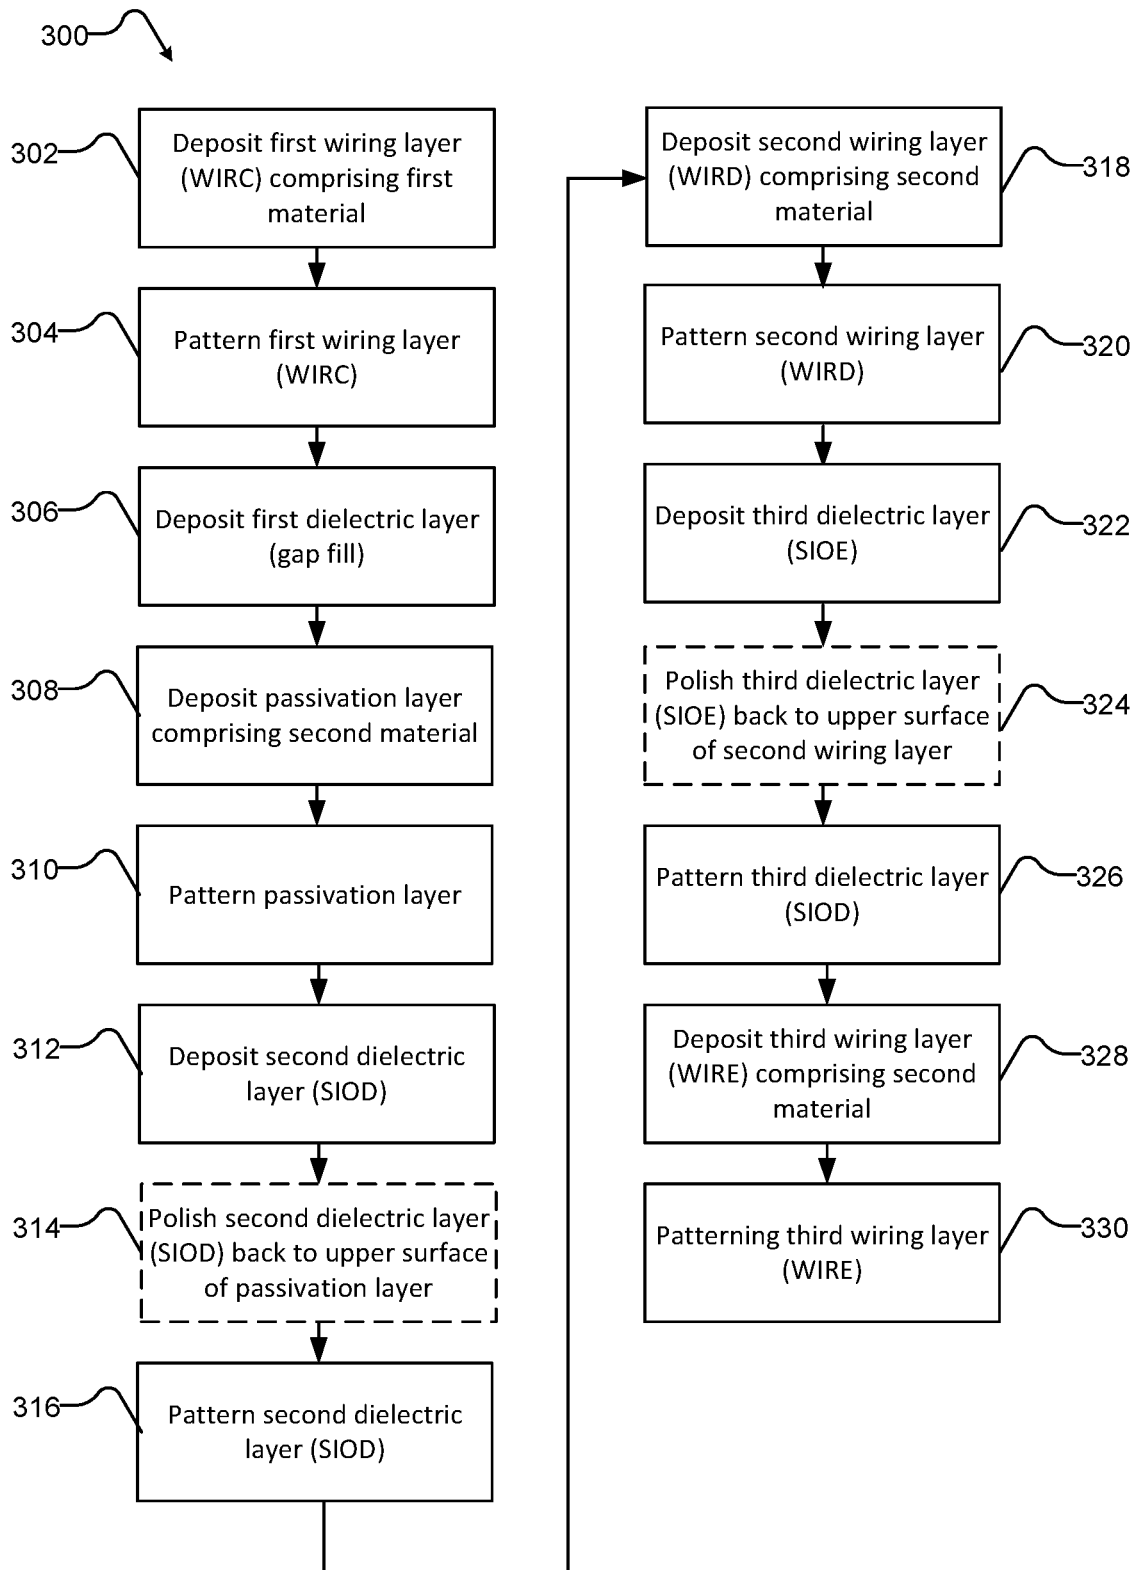 300
302
Deposit first wiring layer
(WIRC) comprising first
material
304
Pattern first wiring layer
(WIRC)
306
Deposit first dielectric layer
(gap fill)
308
Deposit passivation layer
comprising second material
310
Pattern passivation layer
312
Deposit second dielectric
layer (SIOD)
314
Polish second dielectric layer
(SIOD) back to upper surface
of passivation layer
316
Pattern second dielectric
layer (SIOD)
Deposit second wiring layer
(WIRD) comprising second
material
318
Pattern second wiring layer
(WIRD)
320
Deposit third dielectric layer
(SIOE)
322
Polish third dielectric layer
(SIOE) back to upper surface
of second wiring layer
324
Pattern third dielectric layer
(SIOD)
326
Deposit third wiring layer
(WIRE) comprising second
material
328
Patterning third wiring layer
(WIRE)
330